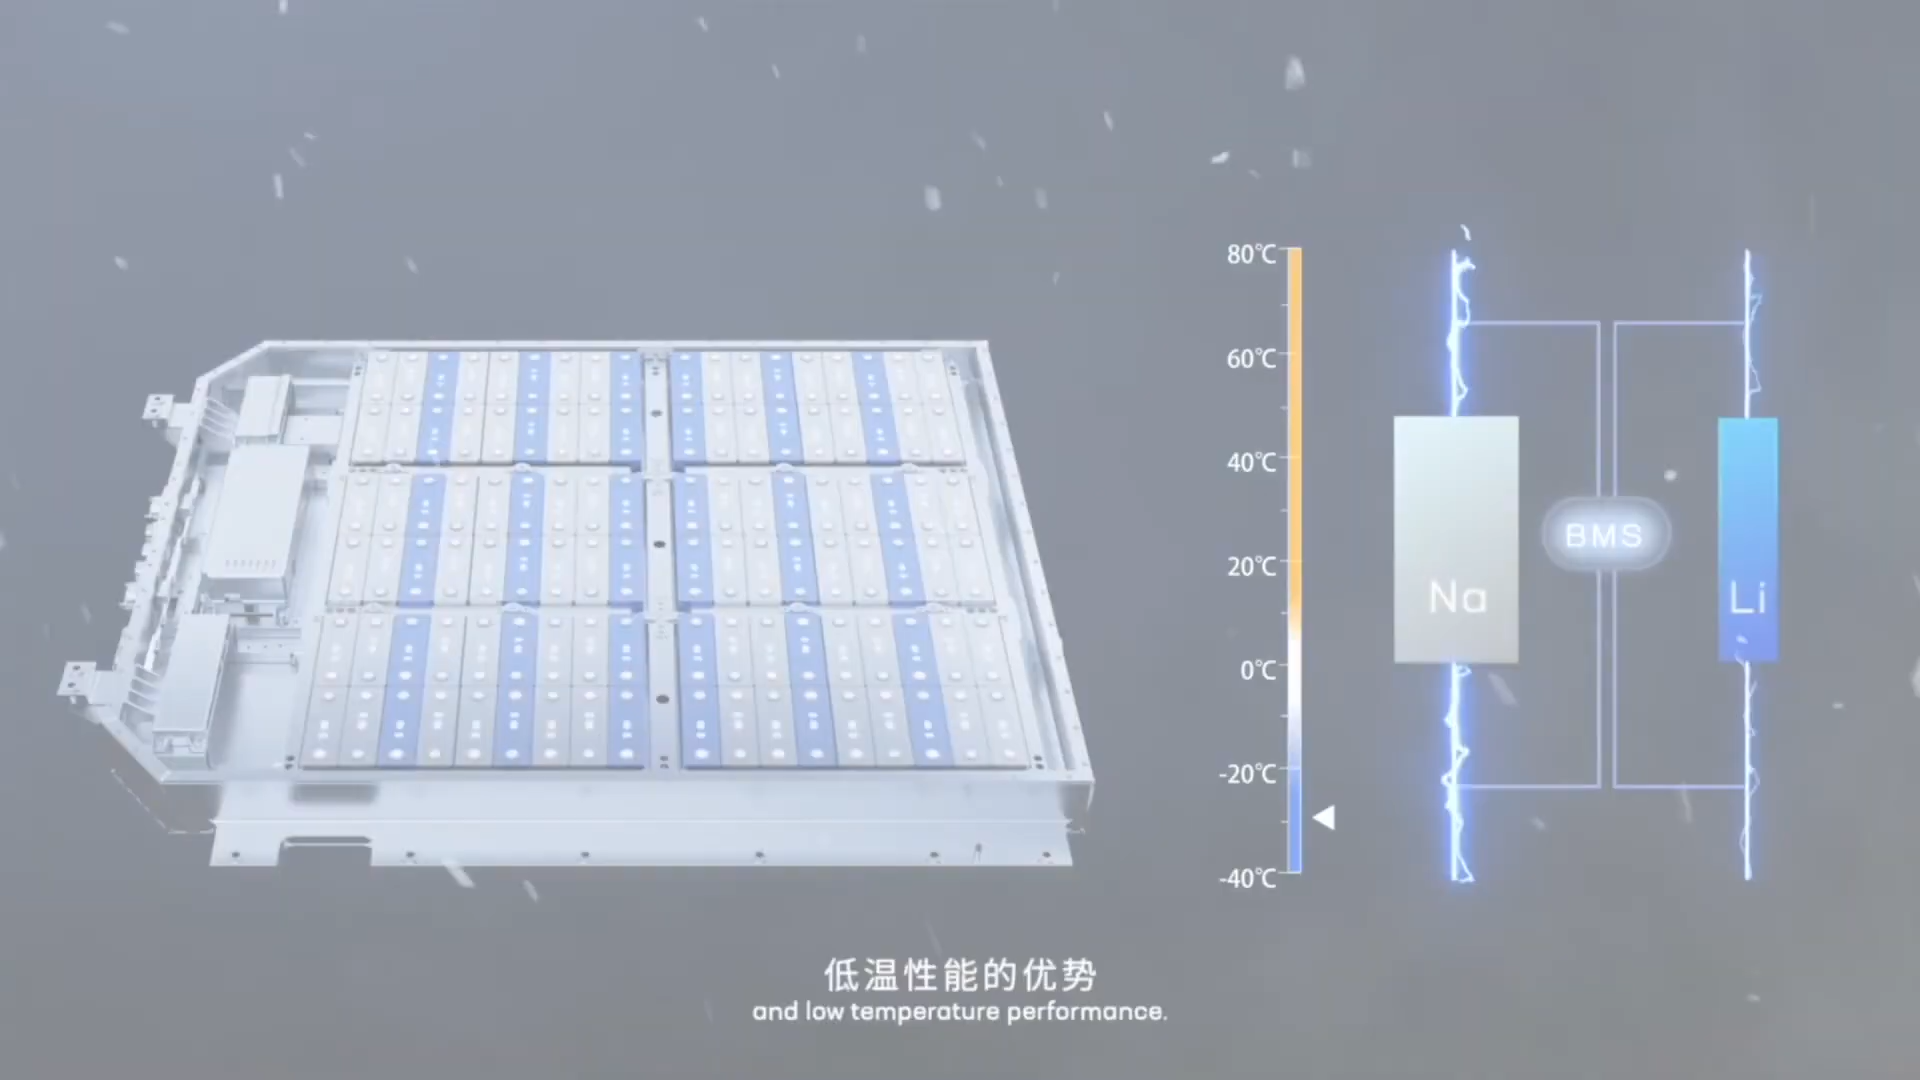 80℃
60℃
40℃
20℃
0℃
-20℃
-40℃
Na
BMS
Li
低温性能的优势
and low temperature performance.